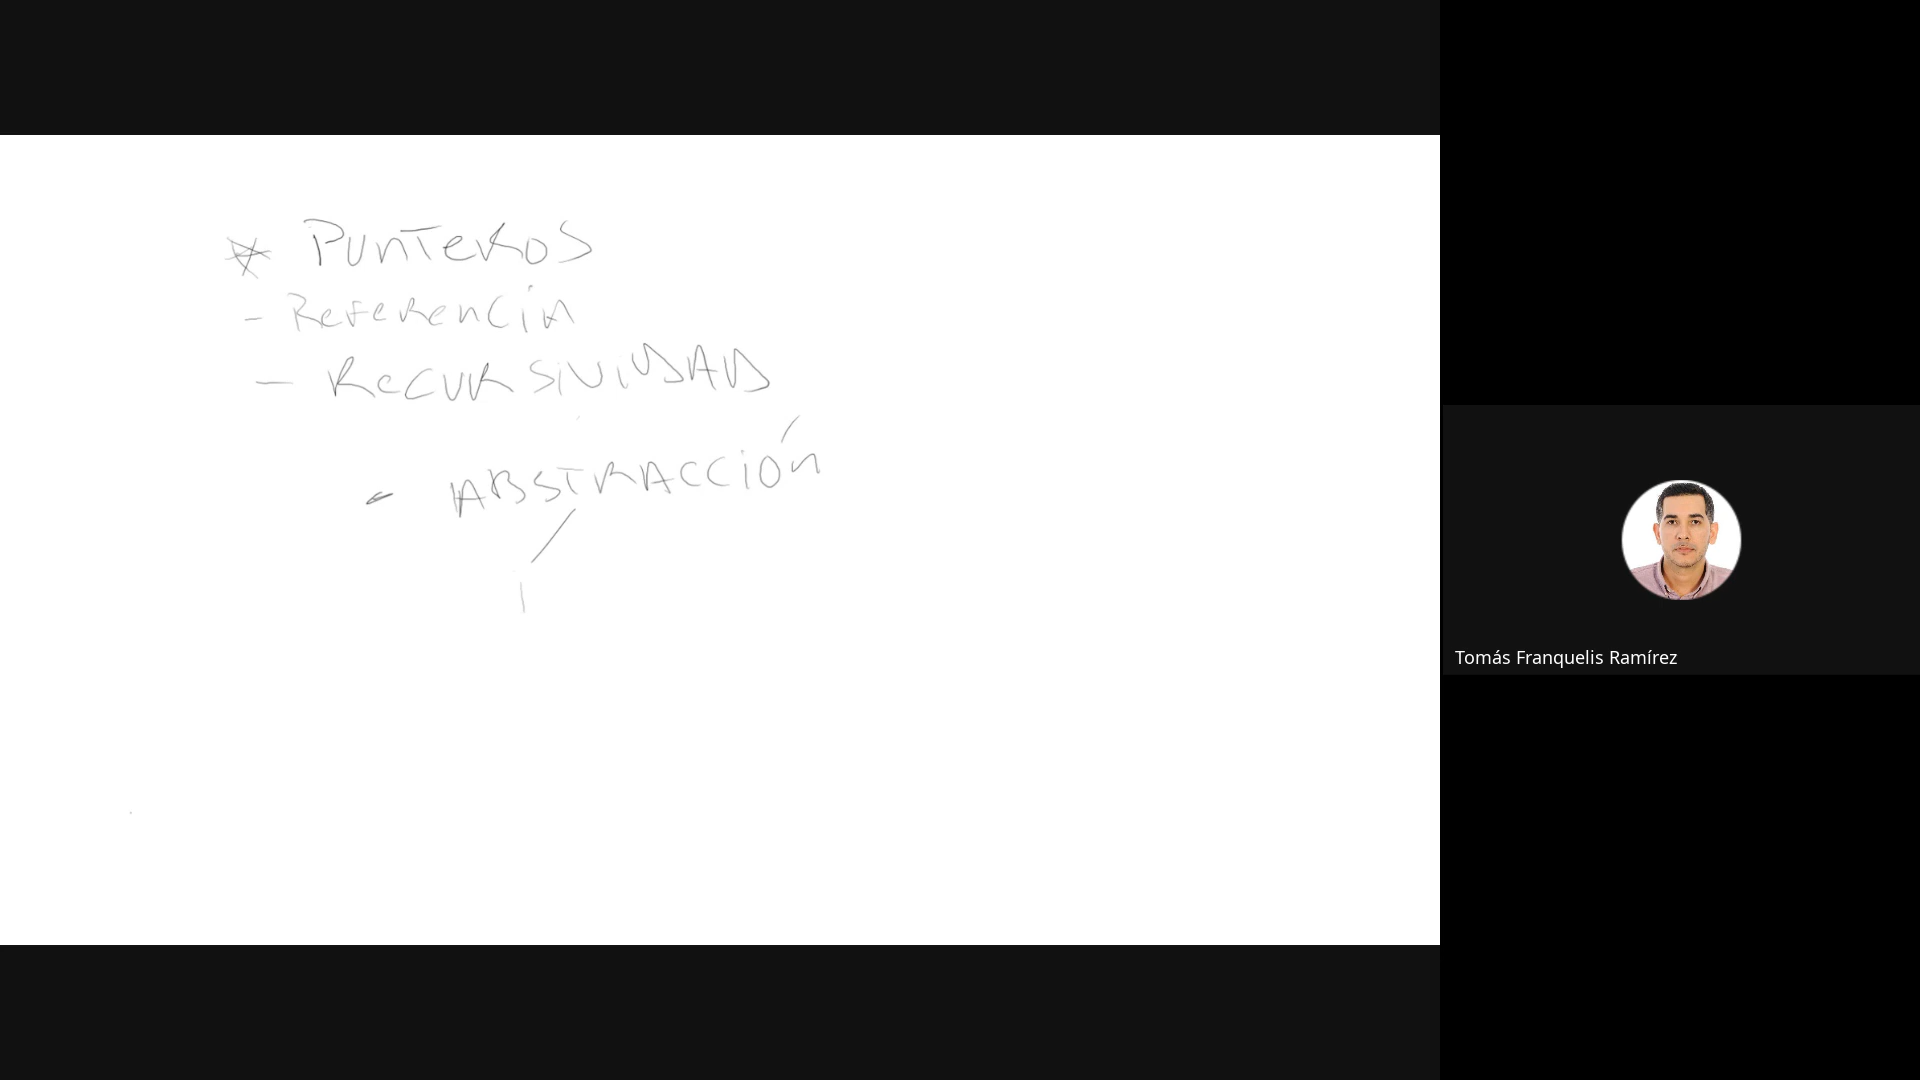 * Punteros
- Referencia
- Recursividad
- Abstracción
Tomás Franquelis Ramírez